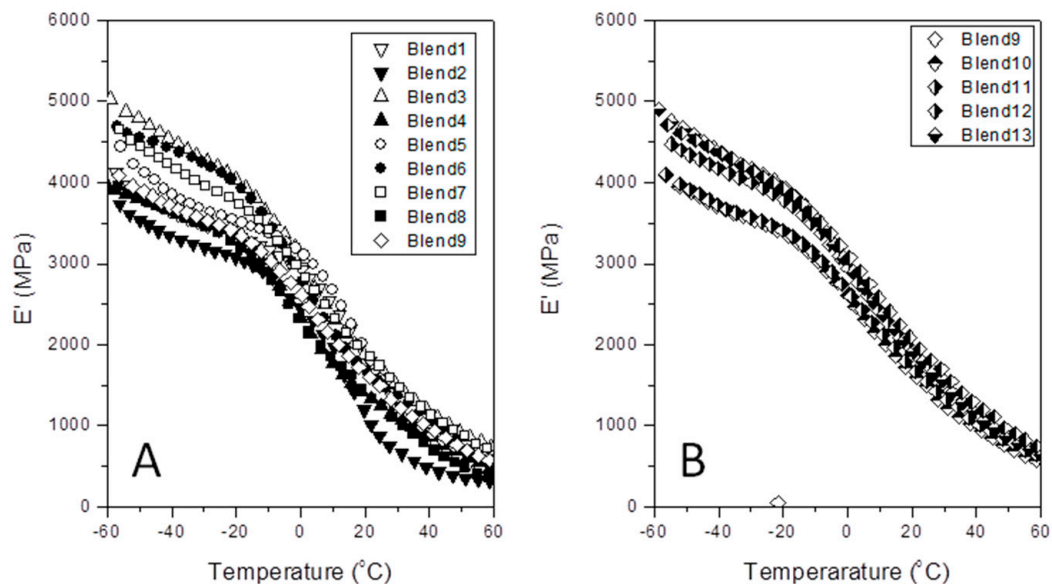 6000
5000
4000
3000
2000
1000
0
E' (MPa)
-60 -40 -20 0 20 40 60
Temperature (°C)
A
Blend1
Blend2
Blend3
Blend4
Blend5
Blend6
Blend7
Blend8
Blend9
6000
5000
4000
3000
2000
1000
0
E' (MPa)
-60 -40 -20 0 20 40 60
Temperarature (°C)
B
Blend9
Blend10
Blend11
Blend12
Blend13